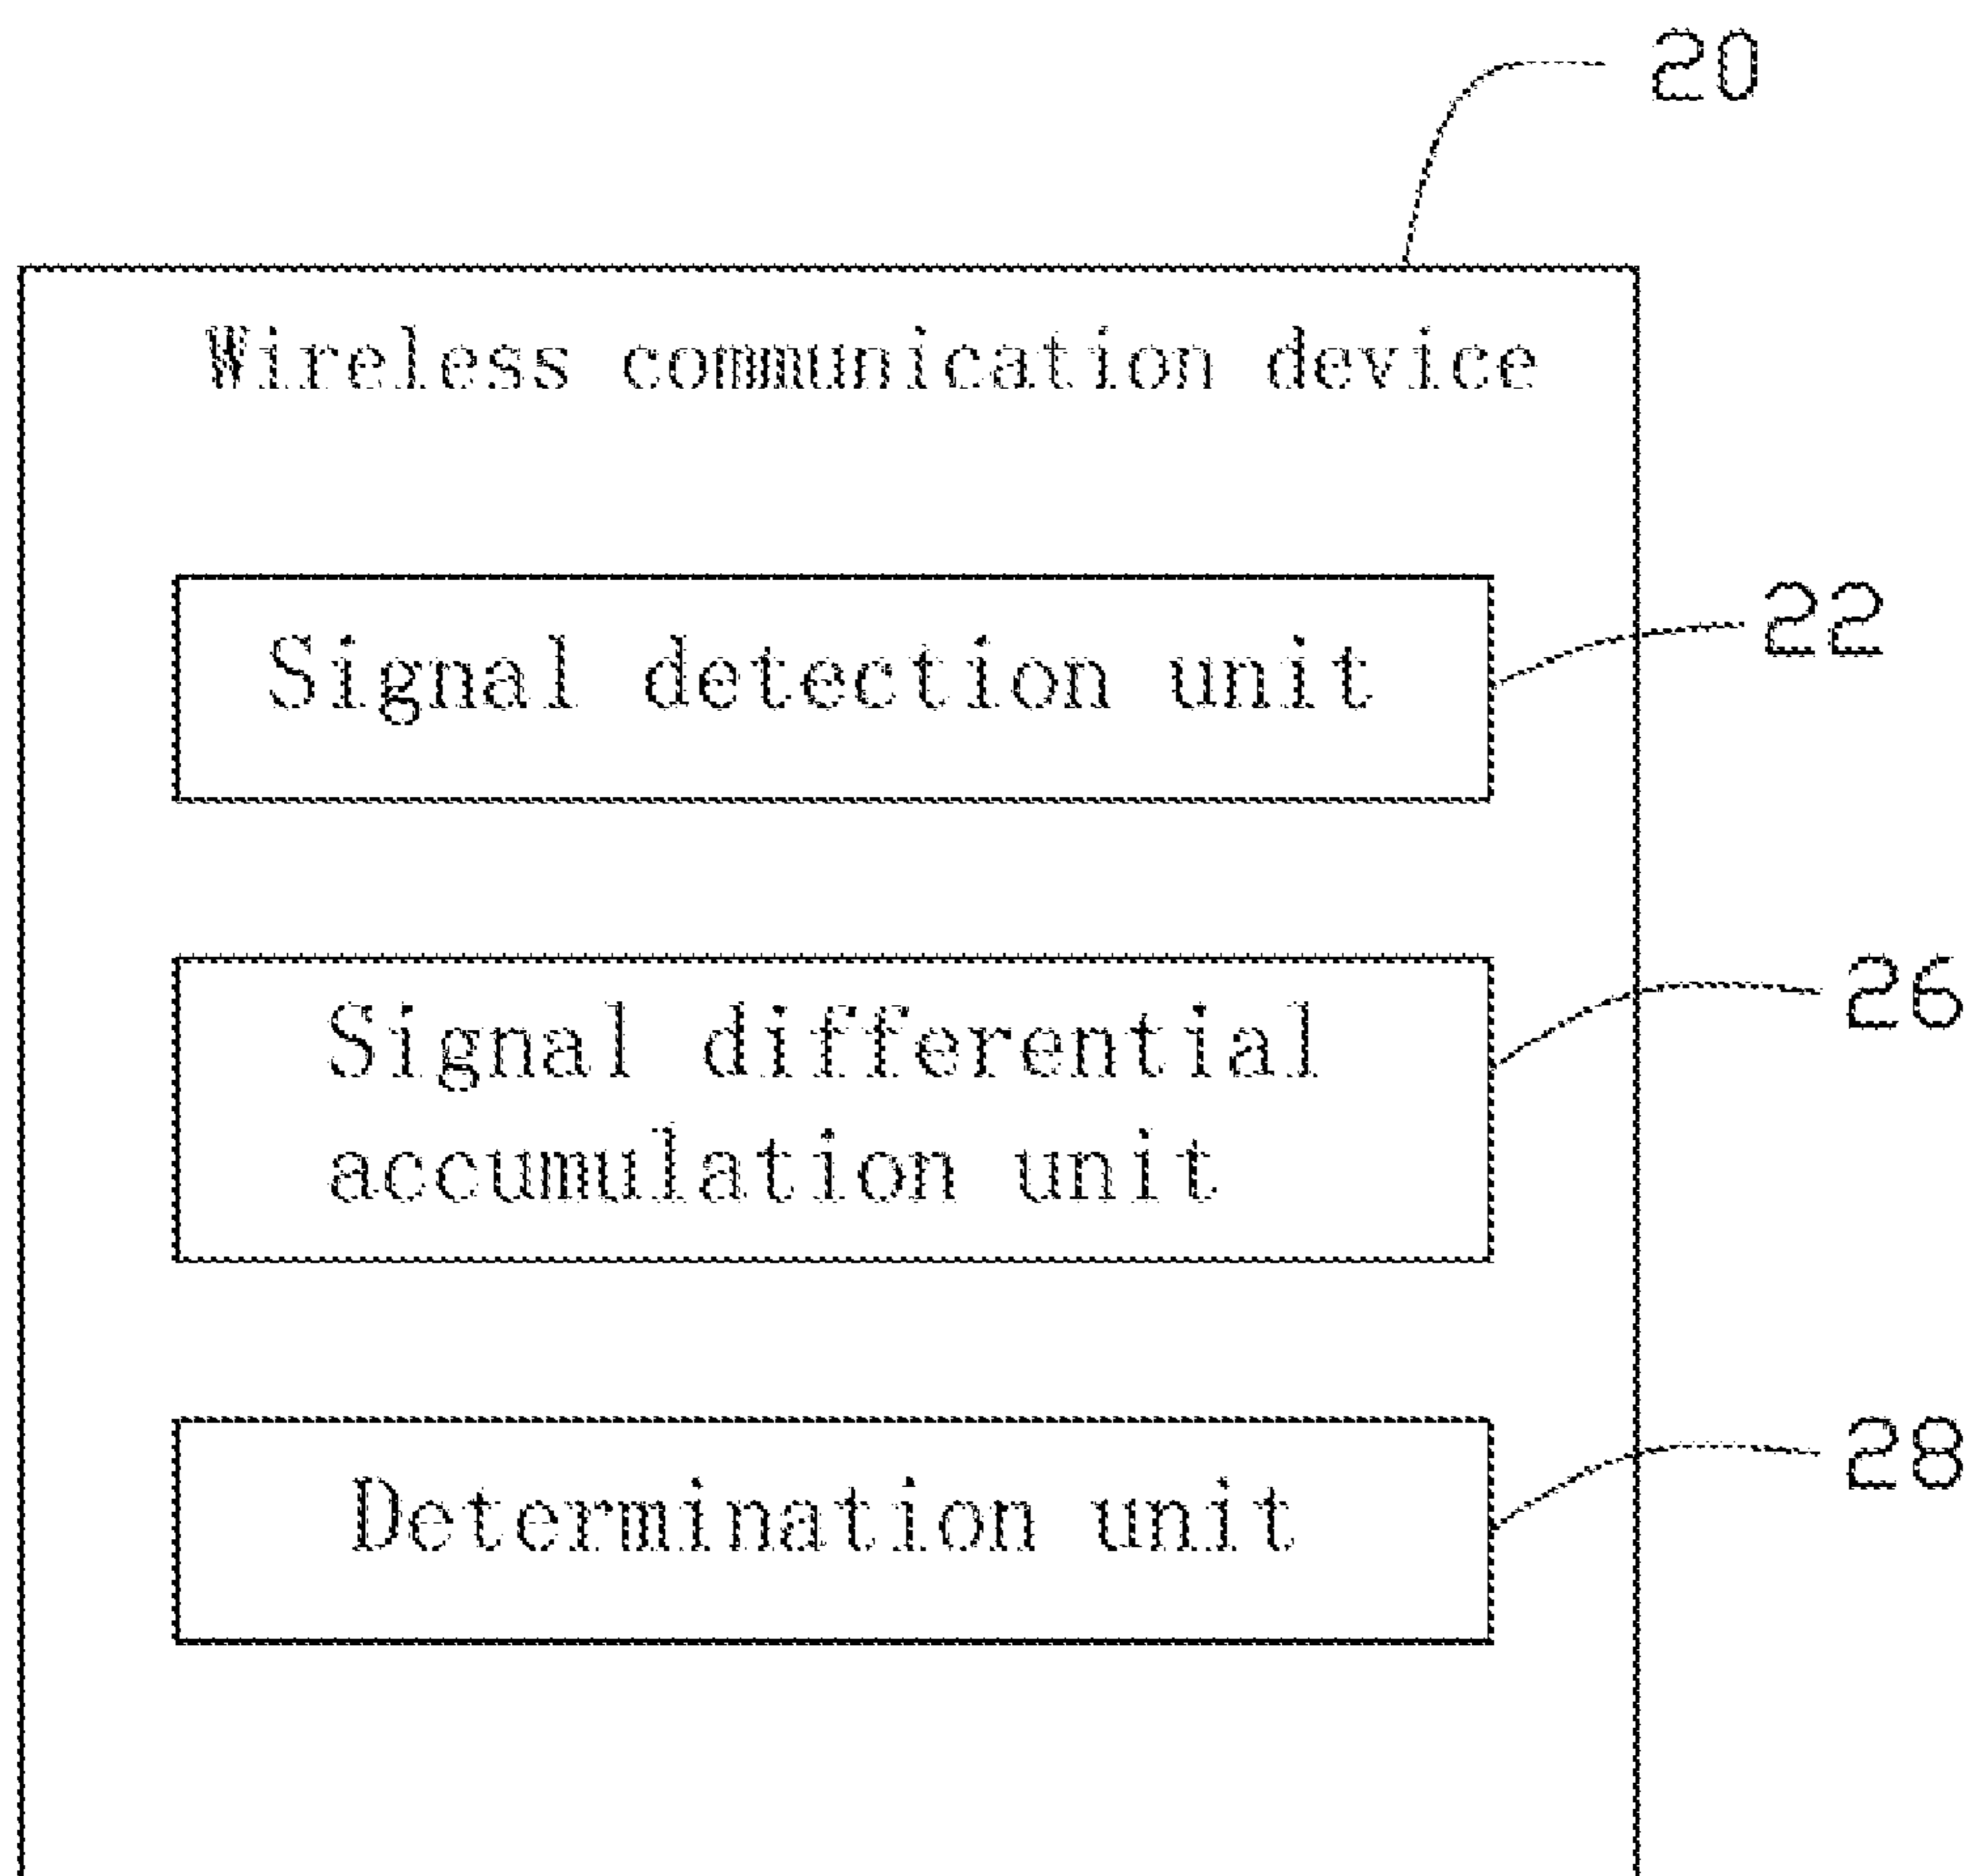 20
Wireless communication device
Signal detection unit
22
Signal differential
accumulation unit
26
Determination unit
28